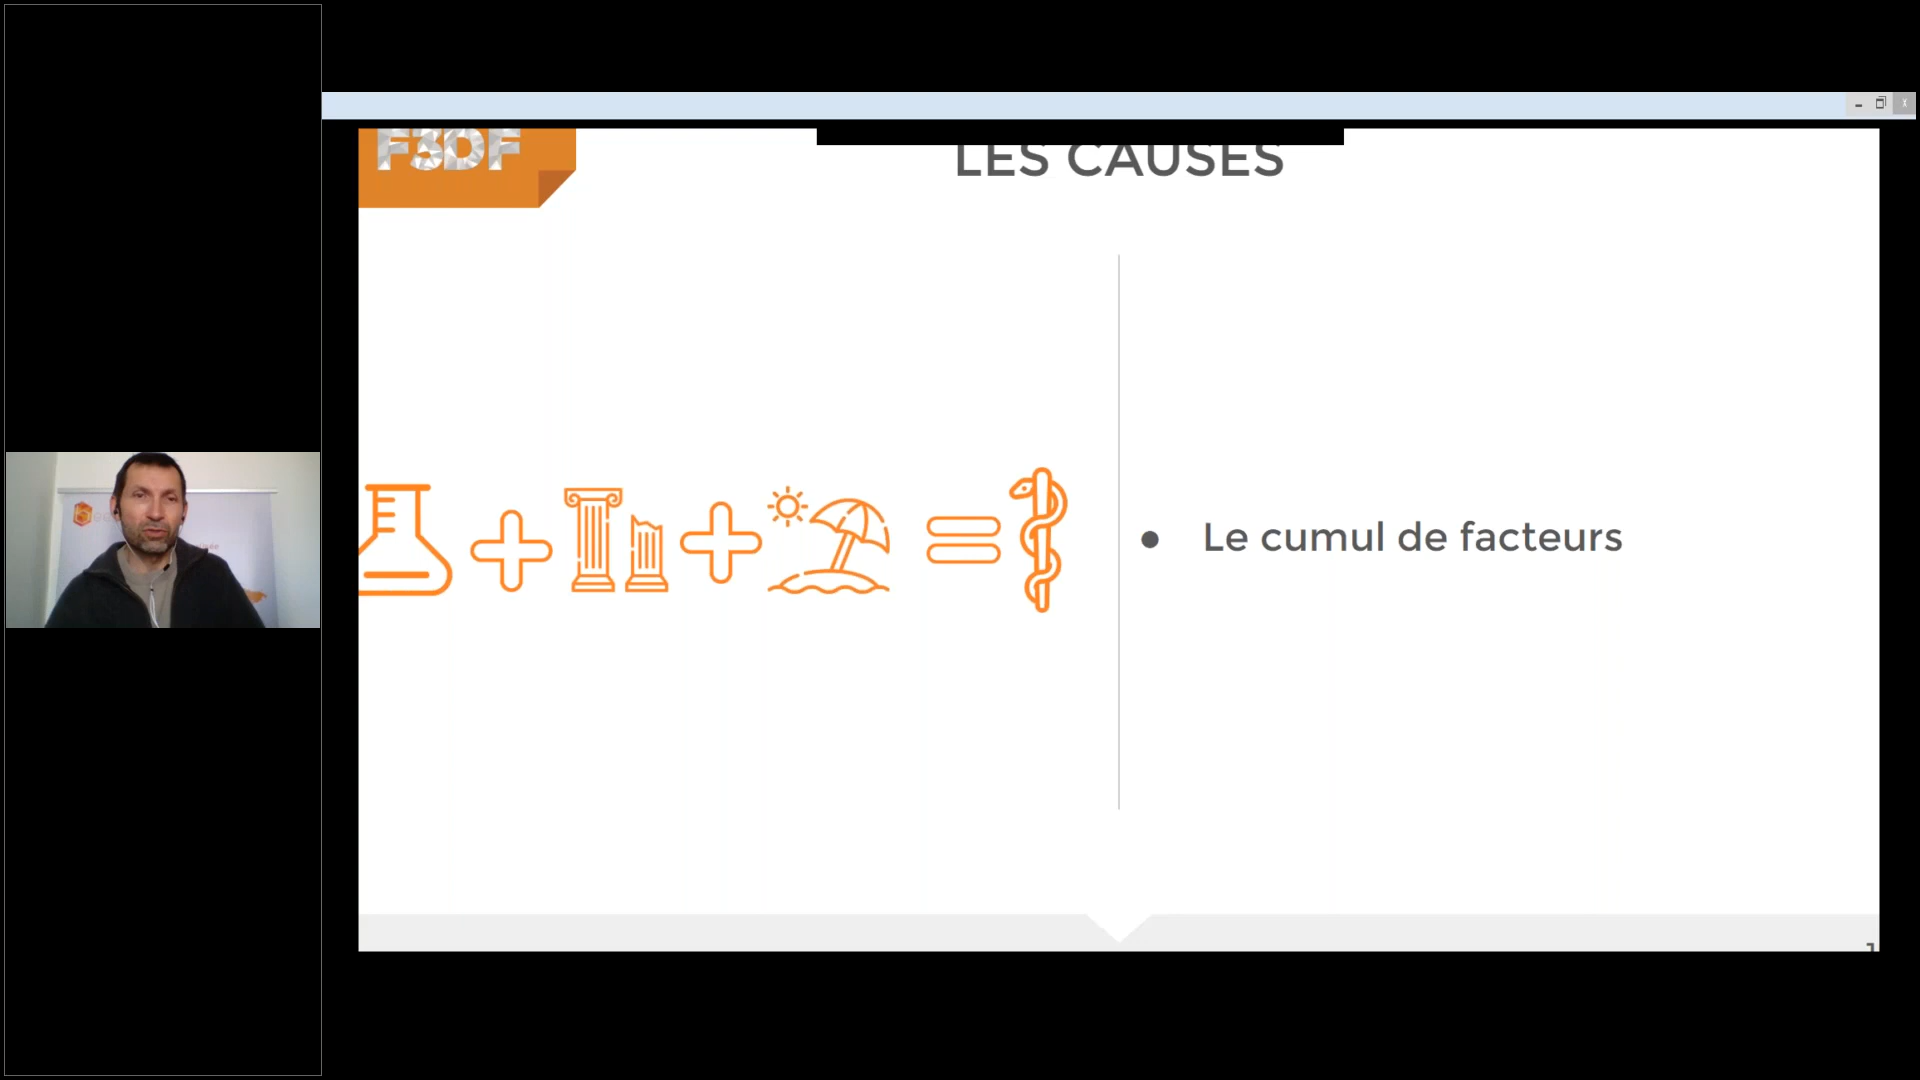 F3DF
LES CAUSES
● Le cumul de facteurs